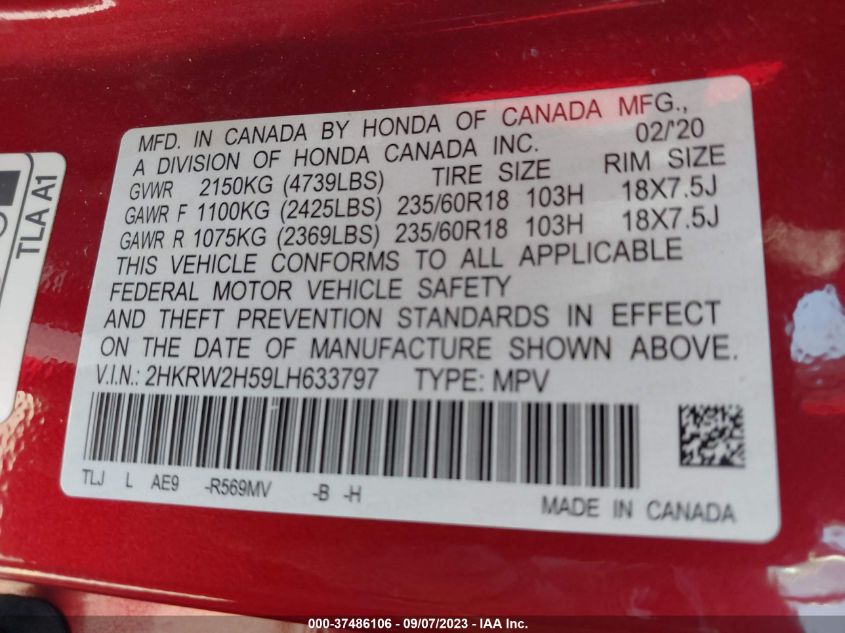 MFD. IN CANADA BY HONDA OF CANADA MFG.,
A DIVISION OF HONDA CANADA INC. 02/'20
GVWR 2150KG (4739LBS) TIRE SIZE RIM SIZE
GAWR F 1100KG (2425LBS) 235/60R18 103H 18X7.5J
GAWR R 1075KG (2369LBS) 235/60R18 103H 18X7.5J
THIS VEHICLE CONFORMS TO ALL APPLICABLE
FEDERAL MOTOR VEHICLE SAFETY
AND THEFT PREVENTION STANDARDS IN EFFECT
ON THE DATE OF MANUFACTURE SHOWN ABOVE.
V.I.N.: 2HKRW2H59LH633797 TYPE: MPV
TLJ L AE9 -R569MV -B -H
MADE IN CANADA
TLA A1
000-37486106 - 09/07/2023 - IAA Inc.